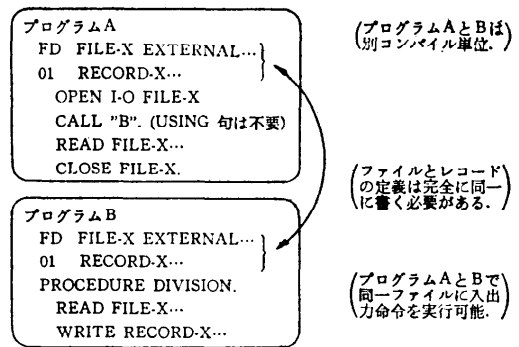 プログラムA
FD FILE-X EXTERNAL…
01 RECORD-X…
OPEN I-O FILE-X
CALL "B". (USING 句は不要)
READ FILE-X…
CLOSE FILE-X.
(プログラムAとBは
別コンパイル単位.)
(ファイルとレコード
の定義は完全に同一
に書く必要がある.)
プログラムB
FD FILE-X EXTERNAL…
01 RECORD-X…
PROCEDURE DIVISION.
READ FILE-X…
WRITE RECORD-X…
(プログラムAとBで
同一ファイルに入出
力命令を実行可能.)